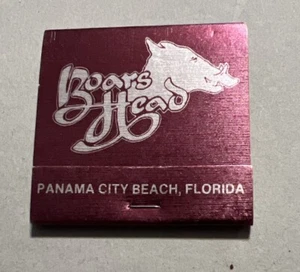 Boars
Head
PANAMA CITY BEACH, FLORIDA